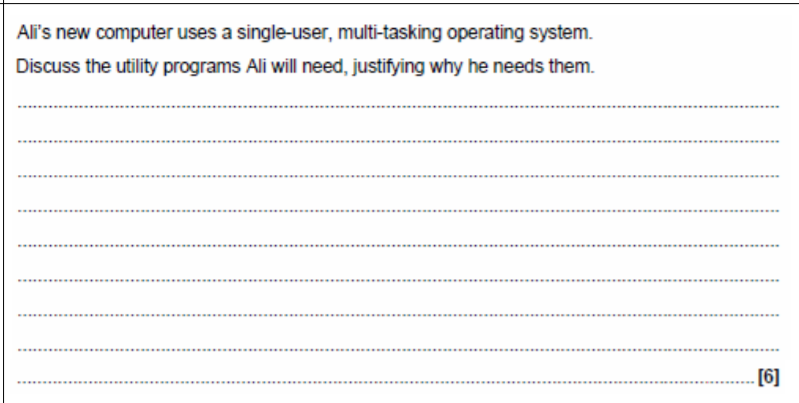 Ali's new computer uses a single-user, multi-tasking operating system.
Discuss the utility programs Ali will need, justifying why he needs them.
[6]